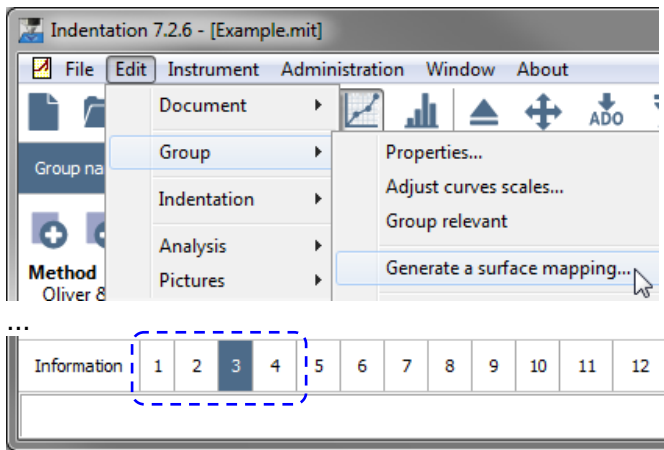 Indentation 7.2.6 - [Example.mit]
File Edit Instrument Administration Window About
Document
ADO
Group
Properties...
Group na
Adjust curves scales...
Indentation
Group relevant
Analysis
Generate a surface mapping...
Method
Pictures
Oliver &
...
Information 1 2 3 4 5 6 7 8 9 10 11 12